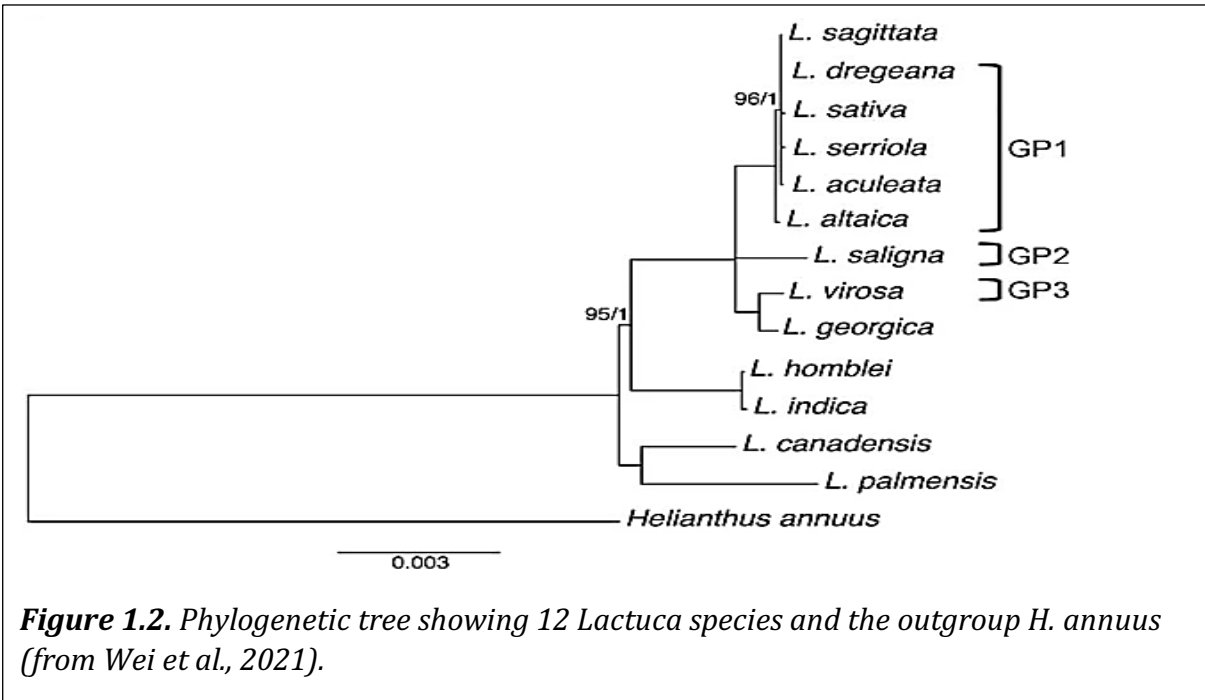 L. sagittata
L. dregeana
96/1
L. sativa
L. serriola
GP1
L. aculeata
L. altaica
L. saligna
GP2
L. virosa
GP3
95/1
L. georgica
L. homblei
L. indica
L. canadensis
L. palmensis
Helianthus annuus
0.003
Figure 1.2. Phylogenetic tree showing 12 Lactuca species and the outgroup H. annuus
(from Wei et al., 2021).